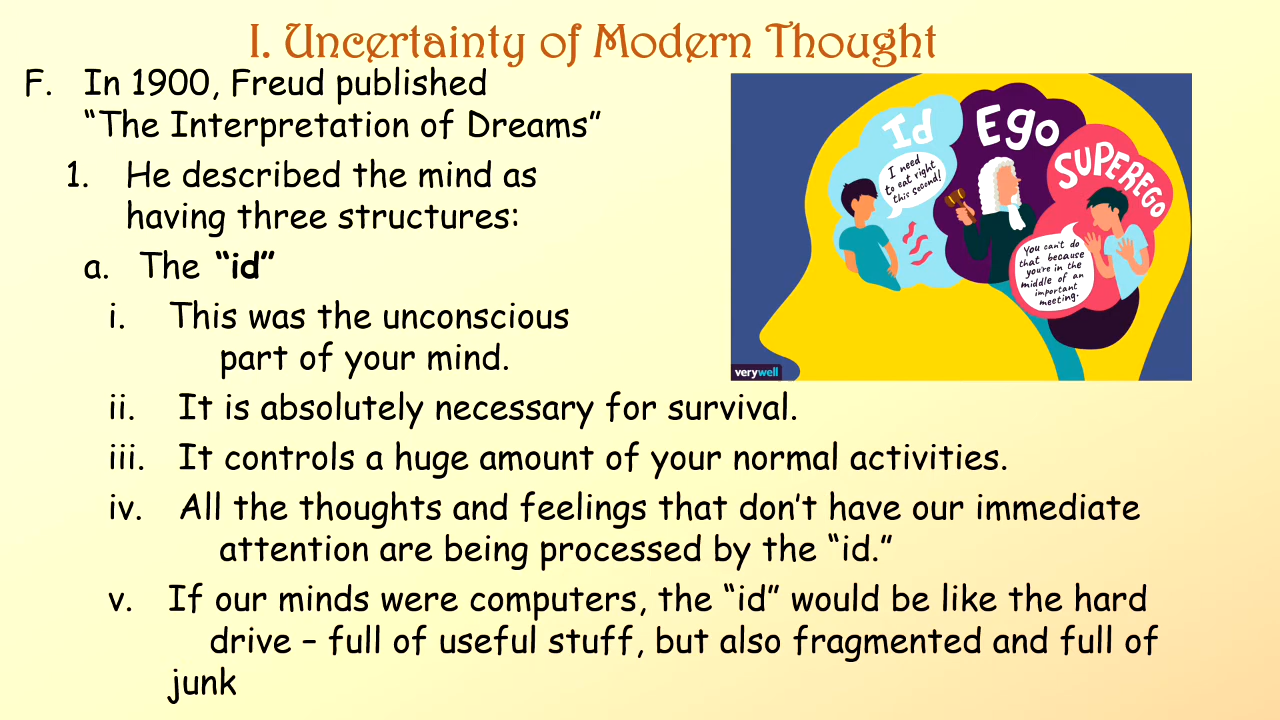 I. Uncertainty of Modern Thought
F. In 1900, Freud published
“The Interpretation of Dreams”
1. He described the mind as
having three structures:
a. The “id”
i. This was the unconscious
part of your mind.
ii. It is absolutely necessary for survival.
iii. It controls a huge amount of your normal activities.
iv. All the thoughts and feelings that don’t have our immediate
attention are being processed by the “id.”
v. If our minds were computers, the “id” would be like the hard
drive – full of useful stuff, but also fragmented and full of
junk
Id
I need
to eat right
this second!
Ego
SUPEREGO
You can't do
that because
you're in the
middle of an
important
meeting.
verywell